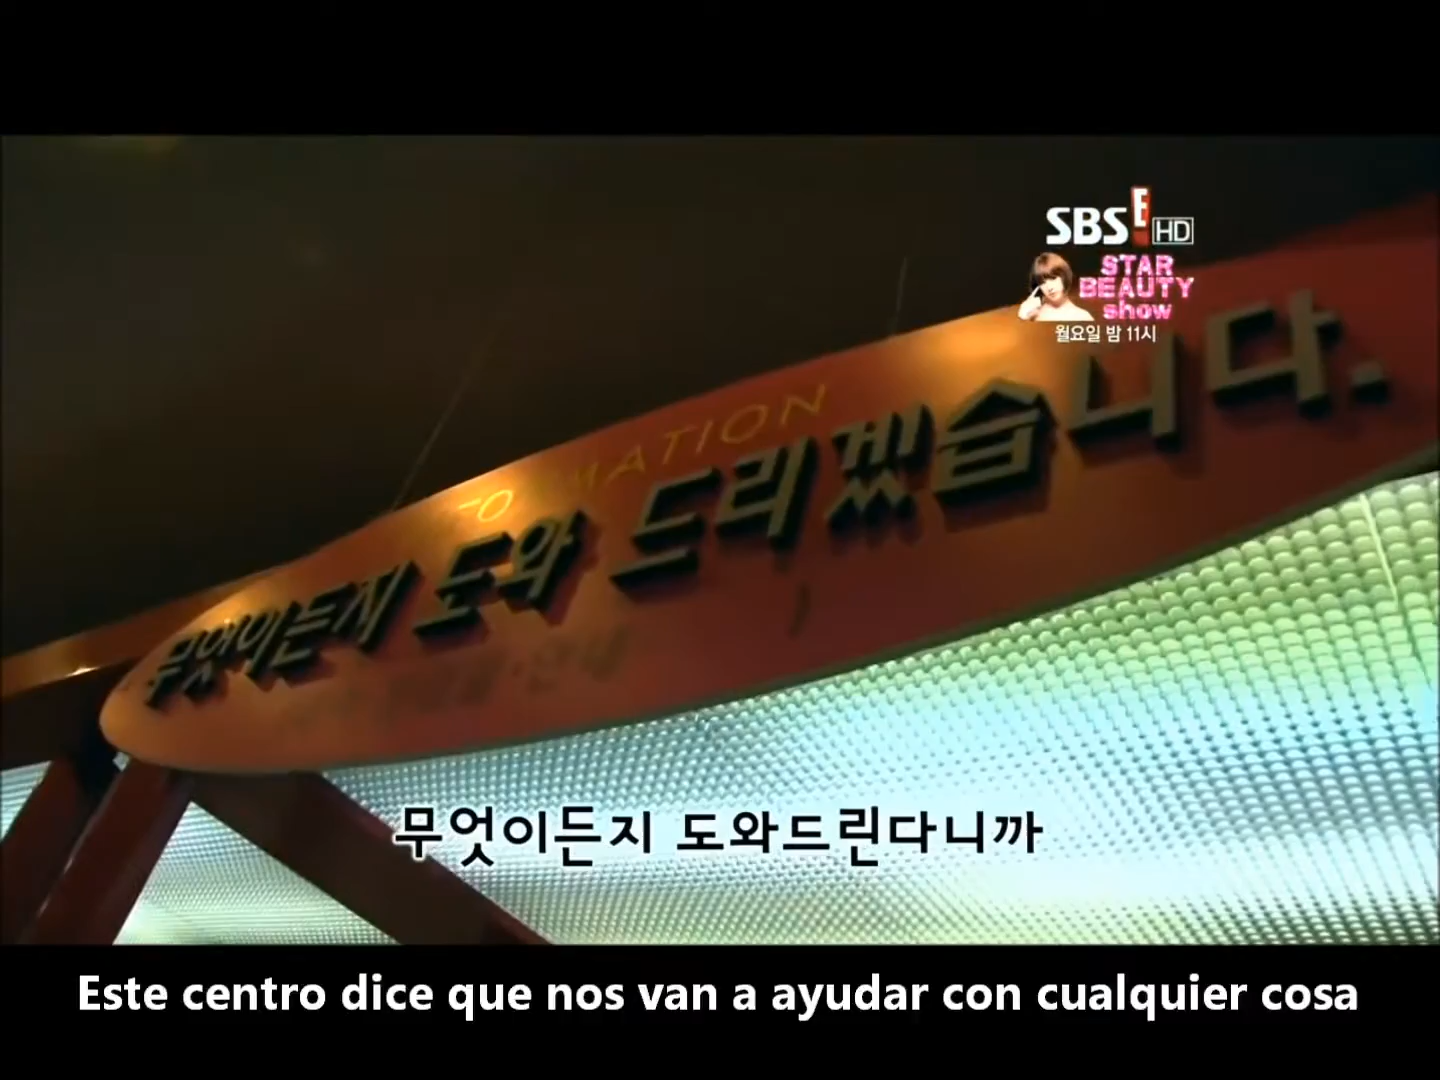 SBS E HD
STAR
BEAUTY
show
월요일 밤 11시
무엇이든지 도와 드리겠습니다.
무엇이든지 도와드린다니까
Este centro dice que nos van a ayudar con cualquier cosa